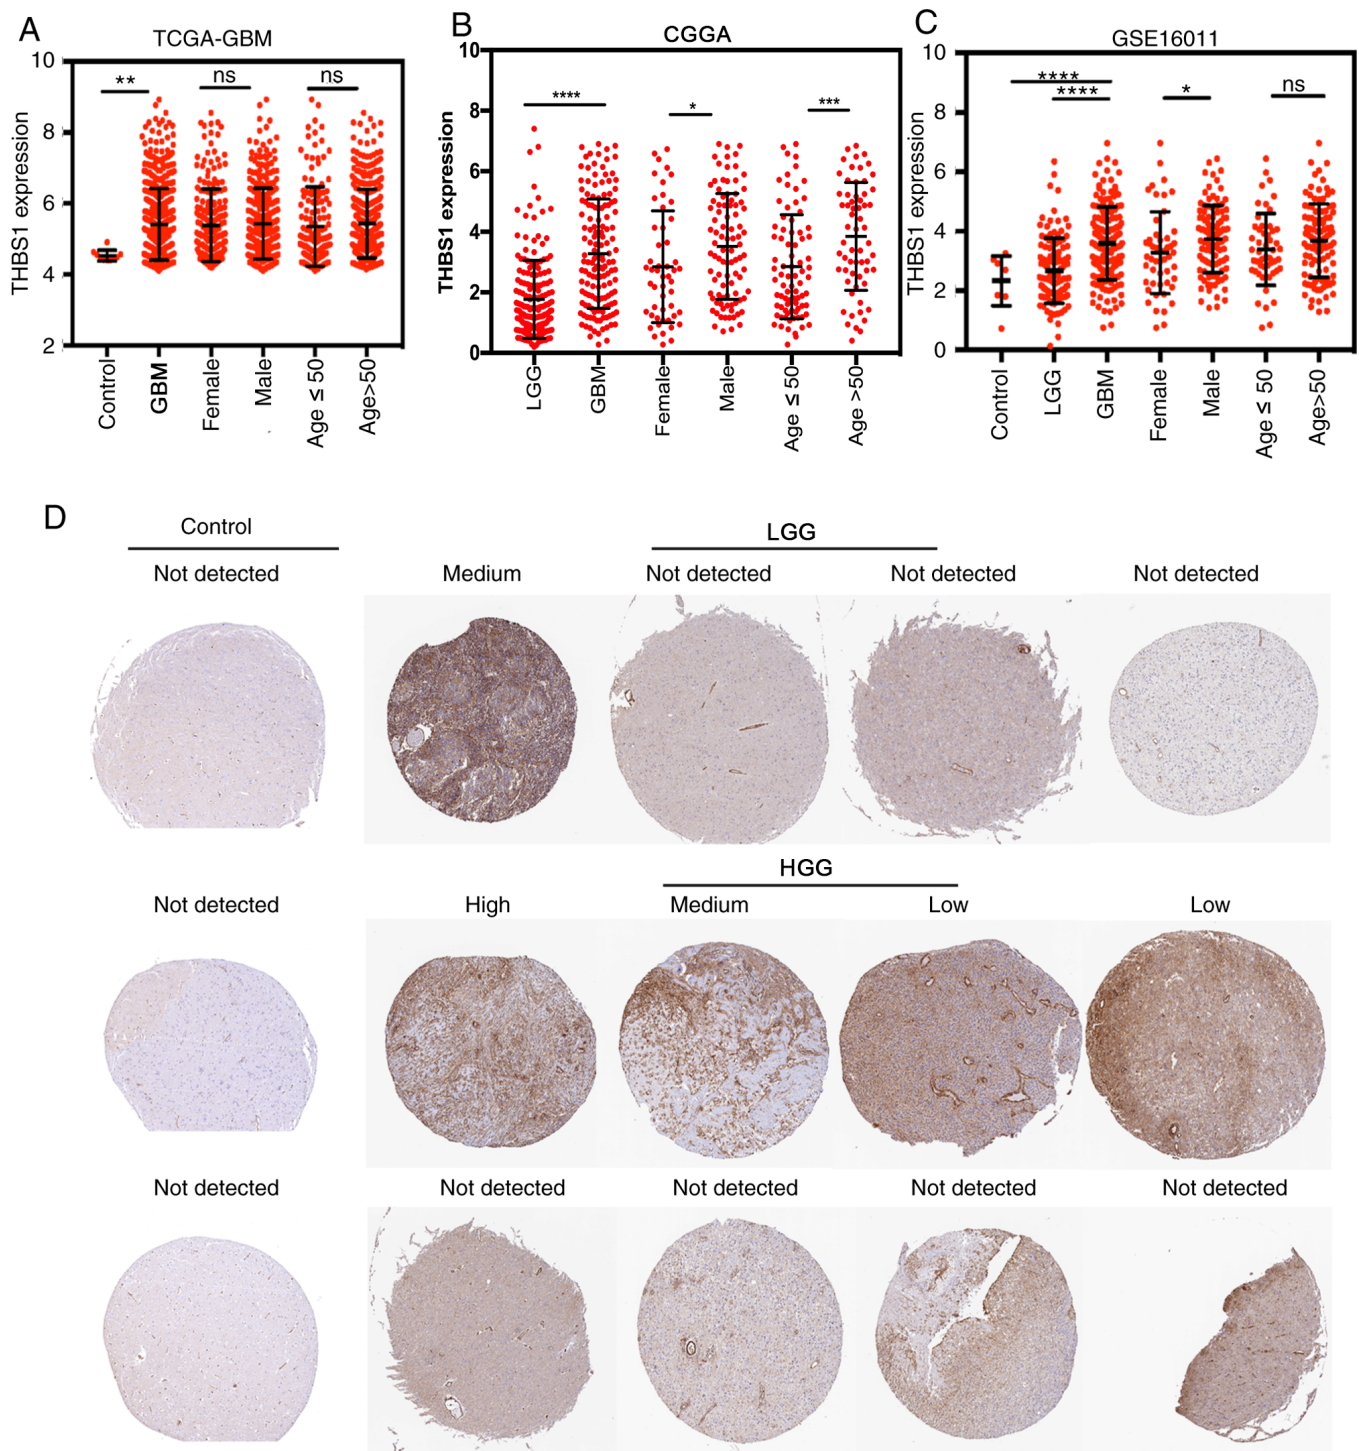 A
TCGA-GBM
THBS1 expression
10
8
6
4
2
**
ns
ns
Control
GBM
Female
Male
Age ≤ 50
Age>50
B
CGGA
THBS1 expression
10
8
6
4
2
0
****
*
***
LGG
GBM
Female
Male
Age ≤ 50
Age >50
C
GSE16011
THBS1 expression
10
8
6
4
2
0
****
****
*
ns
Control
LGG
GBM
Female
Male
Age ≤ 50
Age>50
D
Control
LGG
Not detected
Medium
Not detected
Not detected
Not detected
HGG
Not detected
High
Medium
Low
Low
Not detected
Not detected
Not detected
Not detected
Not detected